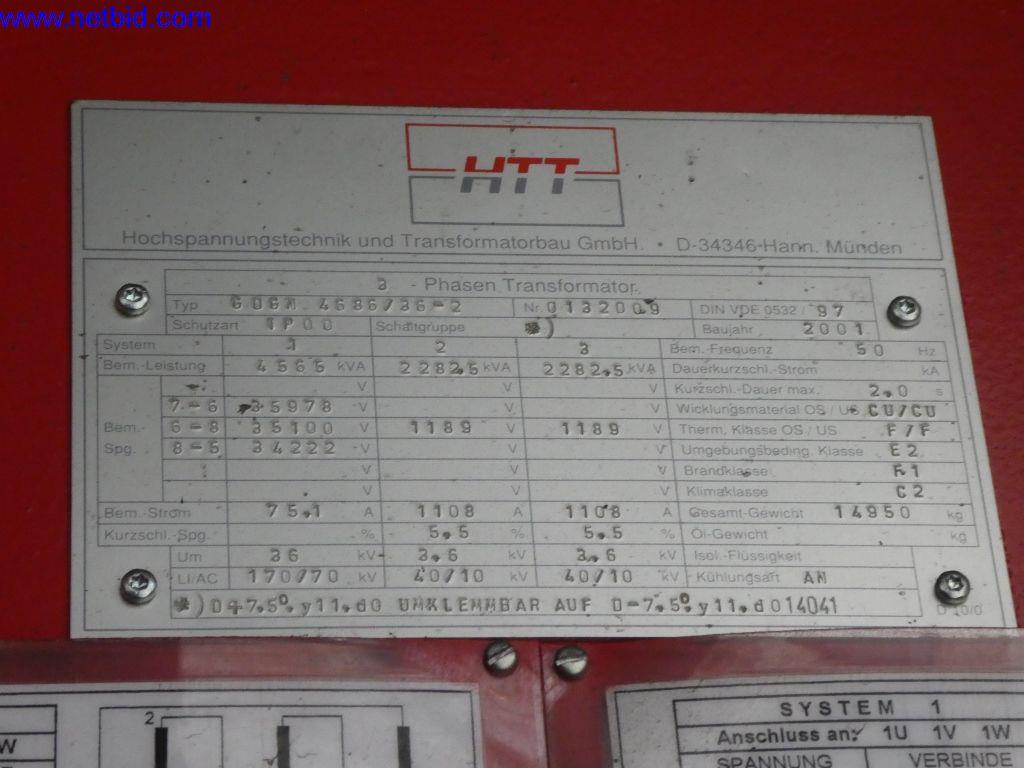 www.netbid.com
HTT
Hochspannungstechnik und Transformatorbau GmbH. • D-34346-Hann. Münden
3 - Phasen Transformator
Typ 4686/36-2 Nr. 0132009 DIN VDE 0532 / 97
Schutzart IP00 Schaltgruppe *) Baujahr 2001
System 1 2 3 Bem.-Frequenz 50 Hz
Bem.-Leistung 4565 kVA 2282,5 kVA 2282,5 kVA Dauerkurzschl.-Strom kA
V V V Kurzschl.-Dauer max. 2,0 s
7-6 35978 V V V Wicklungsmaterial OS / US CU/CU
Bem.- 6-8 35100 V 1189 V 1189 V Therm. Klasse OS / US F/F
Spg. 8-5 34222 V V V Umgebungsbeding. Klasse E2
V V V Brandklasse F1
V V V Klimaklasse C2
Bem.-Strom 75,1 A 1108 A 1108 A Gesamt-Gewicht 14950 kg
Kurzschl.-Spg. % 5,5 % 5,5 % Öl-Gewicht kg
Um 36 kV 3,6 kV 3,6 kV Isol.-Flüssigkeit
LI/AC 170/70 kV 40/10 kV 40/10 kV Kühlungsart AN
*) D+7,5° y11,d0 UMKLEMMBAR AUF D-7,5° y11,d014041
D 10/0
2
W
SYSTEM 1
Anschluss an: 1U 1V 1W
SPANNUNG VERBINDE